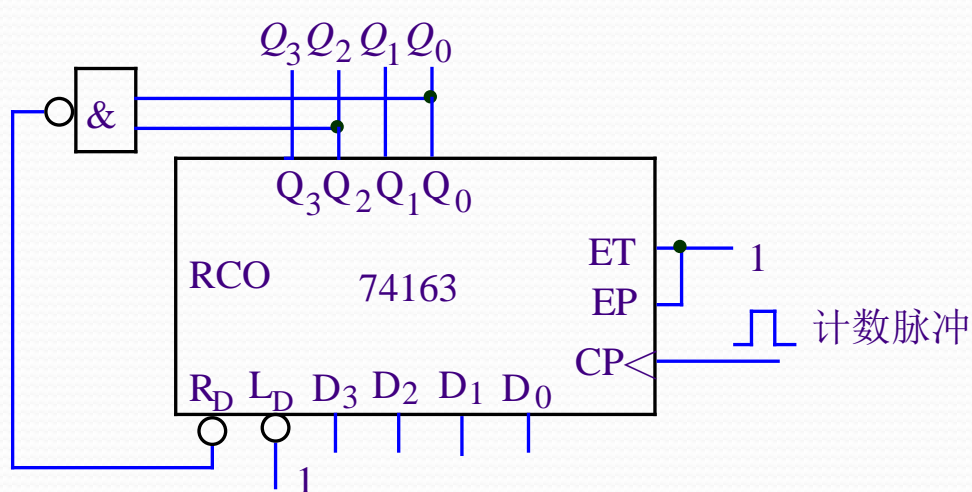 Q3Q2Q1Q0
&
Q3Q2Q1Q0
ET
1
RCO
74163
EP
计数脉冲
CP
RD LD D3 D2 D1 D0
1